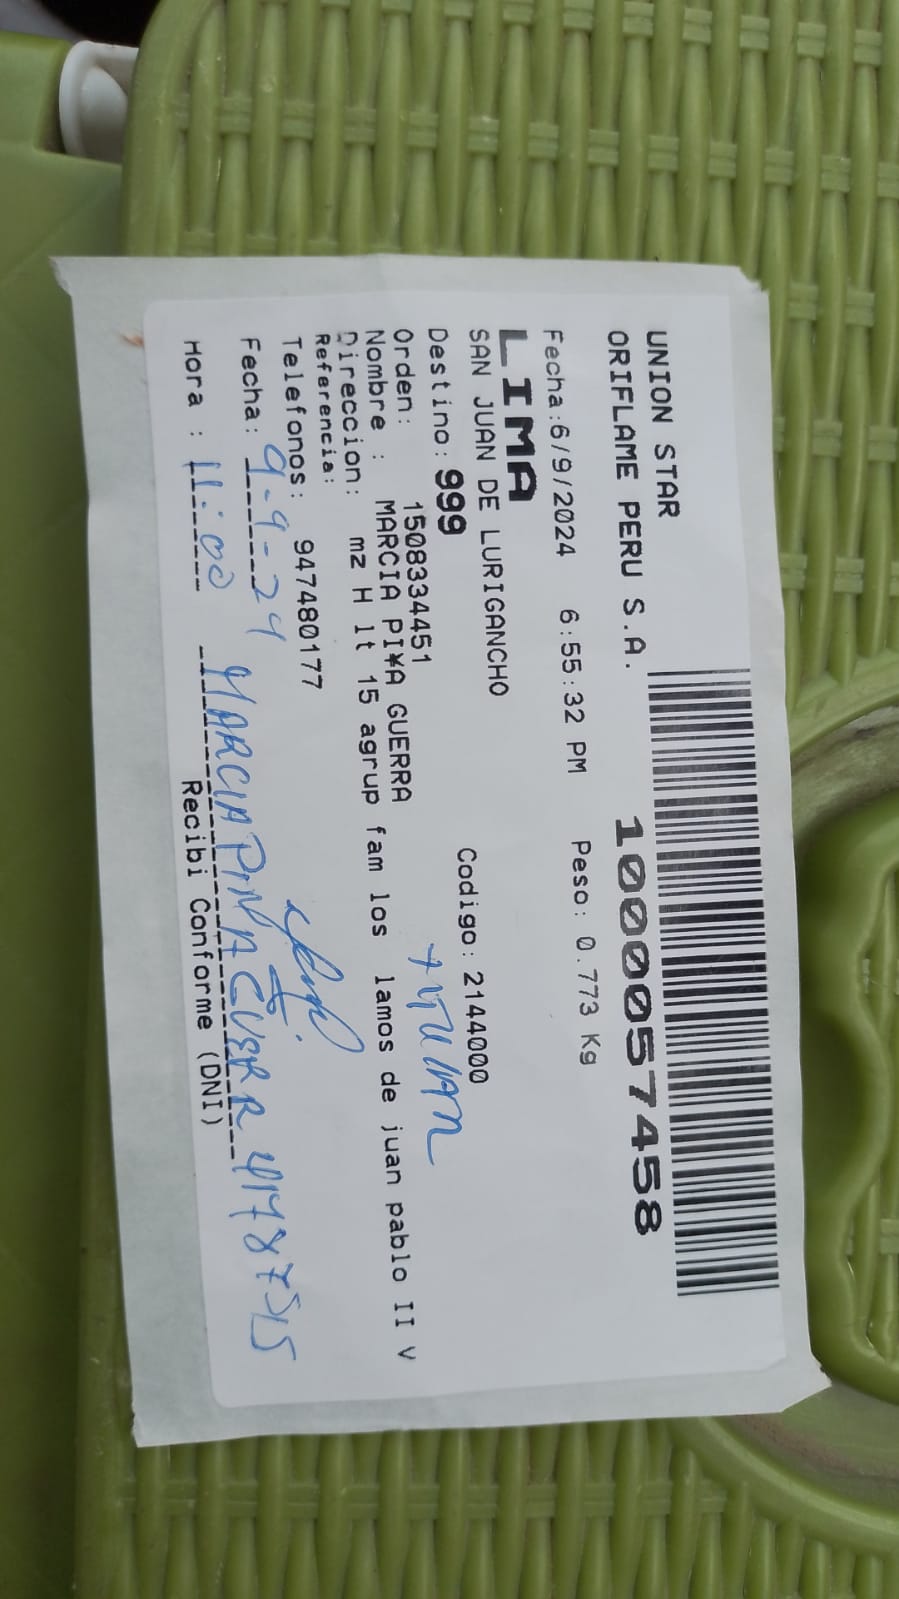 UNION STAR
ORIFLAME PERU S.A. 1000057458
Fecha:6/9/2024 6:55:32 PM Peso: 0.773 Kg
LIMA
SAN JUAN DE LURIGANCHO
Destino: 999 Codigo: 2144000
Orden: 1508334451
Nombre : MARCIA PI¥A GUERRA
Direccion: mz H lt 15 agrup fam los lamos de juan pablo II V
Referencia:
Telefonos: 947480177
Fecha: 9-9-24
Hora : 11:00 MARCIA PIÑA GUERR
Recibi Conforme (DNI)